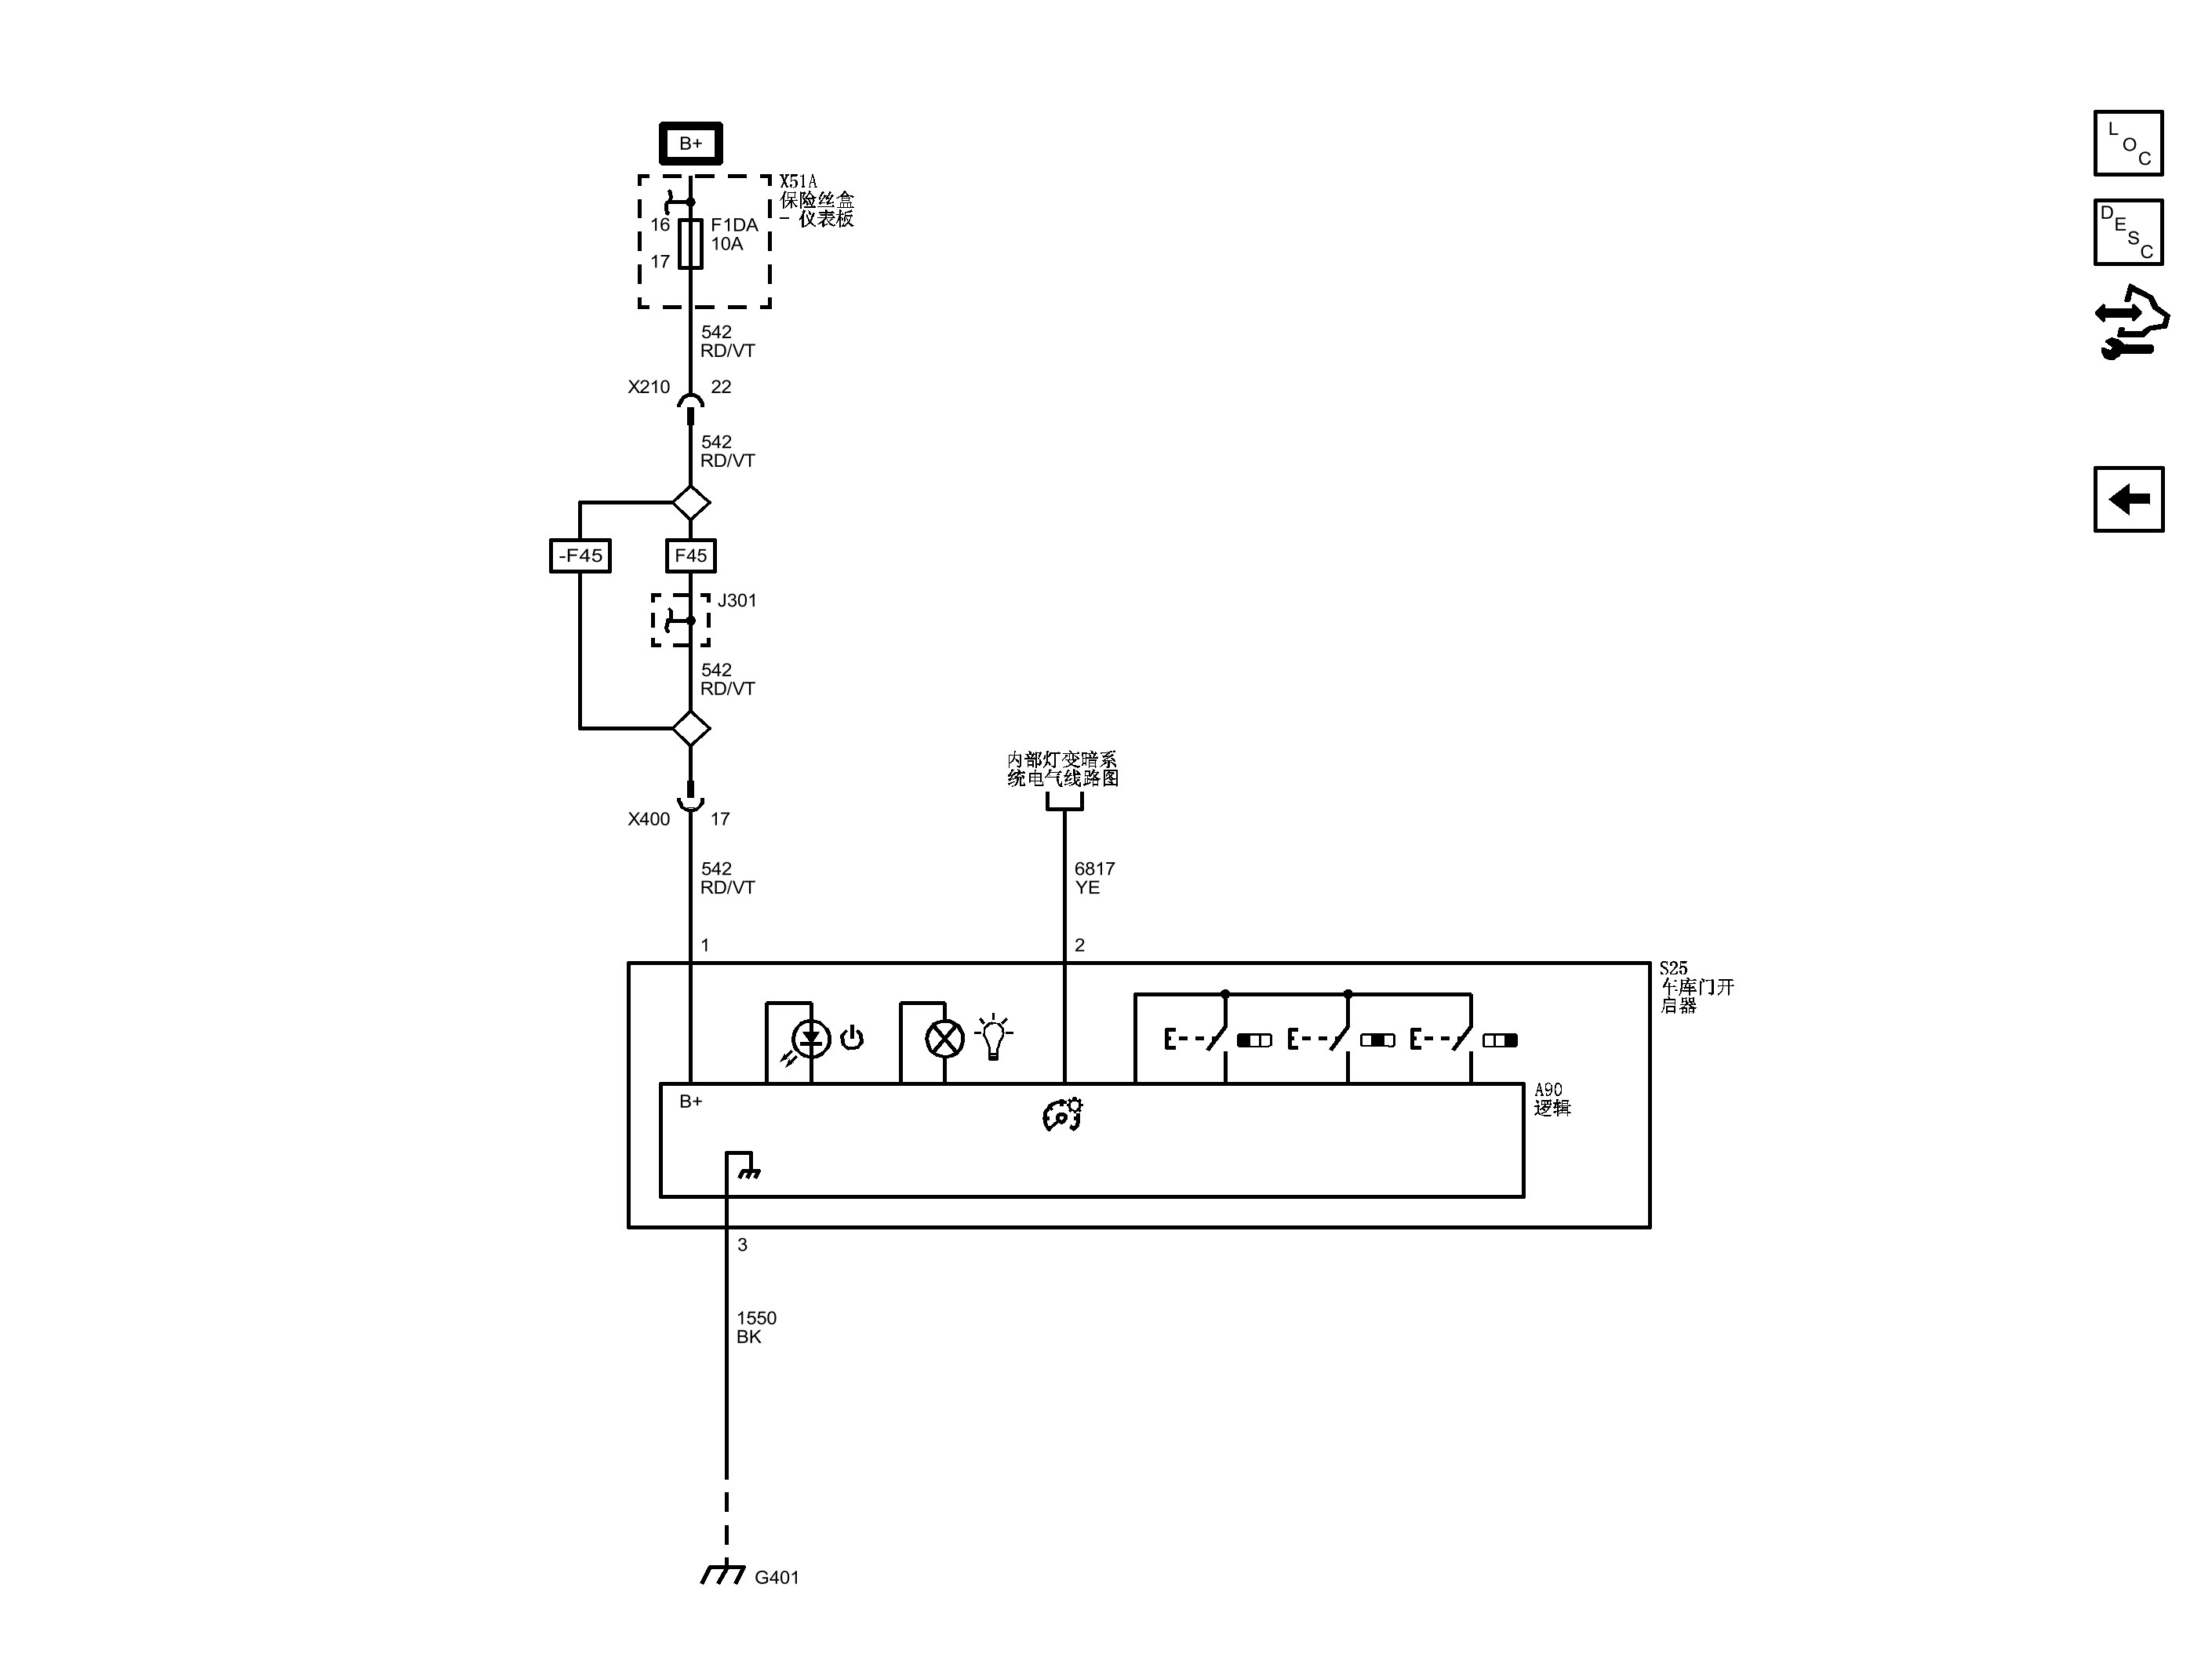 B+
X51A
保险丝盒
- 仪表板
16
F1DA
10A
17
542
RD/VT
X210
22
542
RD/VT
-F45
F45
J301
542
RD/VT
内部灯变暗系
统电气线路图
X400
17
542
RD/VT
6817
YE
1
2
S25
车库门开
启器
B+
A90
逻辑
3
1550
BK
G401
LOC
DESC